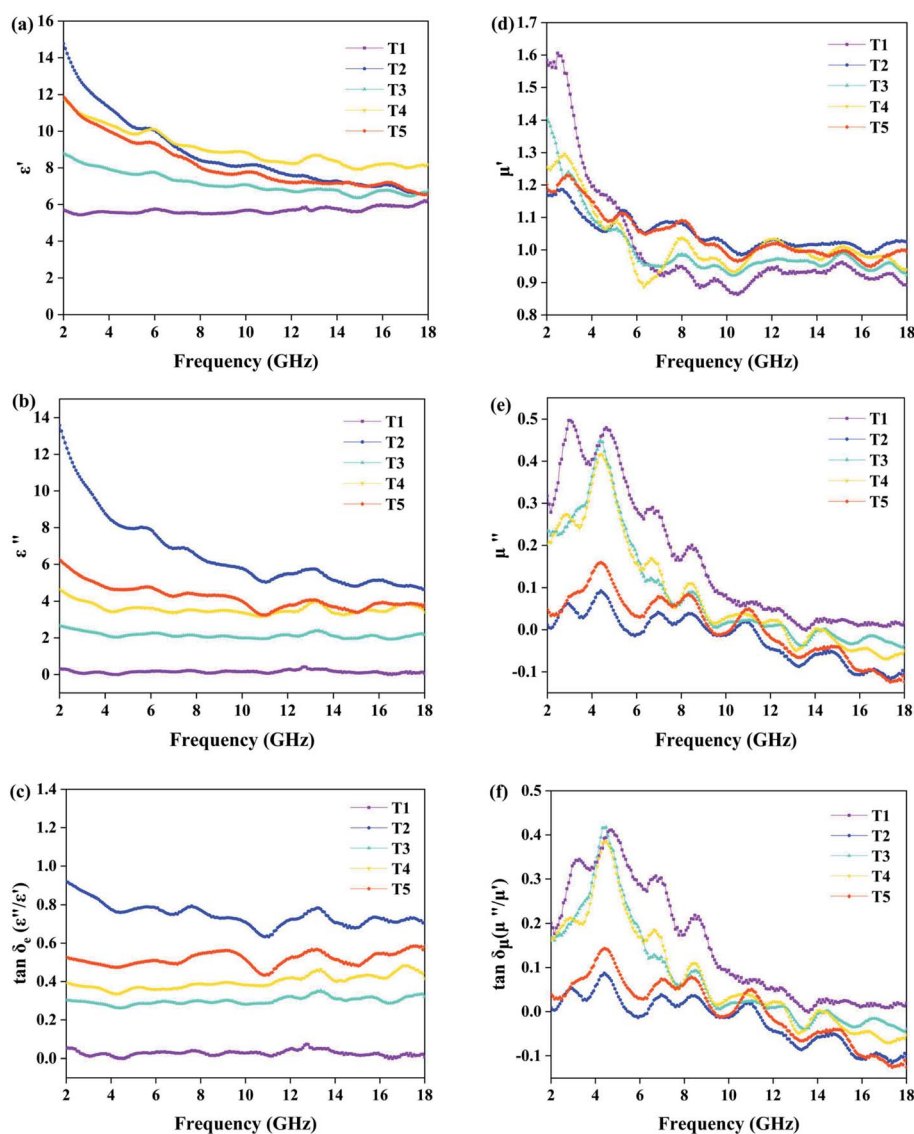 (a)
16
14
12
10
8
6
4
2
0
ε'
T1
T2
T3
T4
T5
2 4 6 8 10 12 14 16 18
Frequency (GHz)
(d)
1.7
1.6
1.5
1.4
1.3
1.2
1.1
1.0
0.9
0.8
μ'
T1
T2
T3
T4
T5
2 4 6 8 10 12 14 16 18
Frequency (GHz)
(b)
14
12
10
8
6
4
2
0
ε''
T1
T2
T3
T4
T5
2 4 6 8 10 12 14 16 18
Frequency (GHz)
(e)
0.5
0.4
0.3
0.2
0.1
0.0
-0.1
μ''
T1
T2
T3
T4
T5
2 4 6 8 10 12 14 16 18
Frequency (GHz)
(c)
1.4
1.2
1.0
0.8
0.6
0.4
0.2
0.0
tan δe (ε''/ε')
T1
T2
T3
T4
T5
2 4 6 8 10 12 14 16 18
Frequency (GHz)
(f)
0.5
0.4
0.3
0.2
0.1
0.0
-0.1
tan δμ(μ''/μ')
T1
T2
T3
T4
T5
2 4 6 8 10 12 14 16 18
Frequency (GHz)